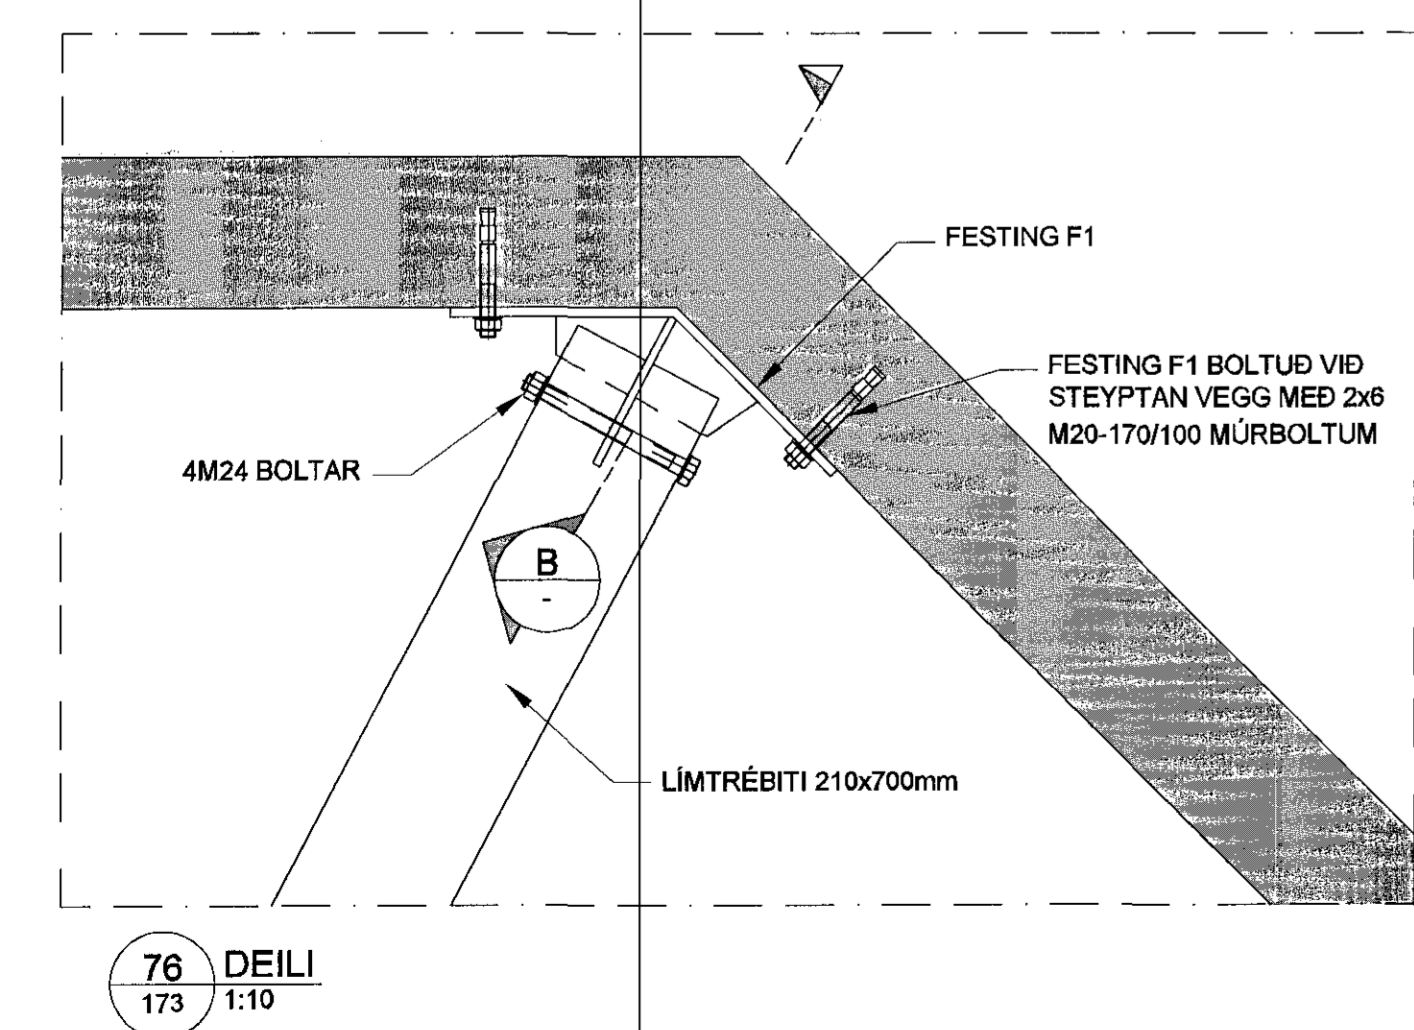 FESTING F1
FESTING F1 BOLTUÐ VIÐ
STEYPTAN VEGG MEÐ 2x6
M20-170/100 MÚRBOLTUM
4M24 BOLTAR
B
-
LÍMTRÉBITI 210x700mm
76 DEILI
173 1:10